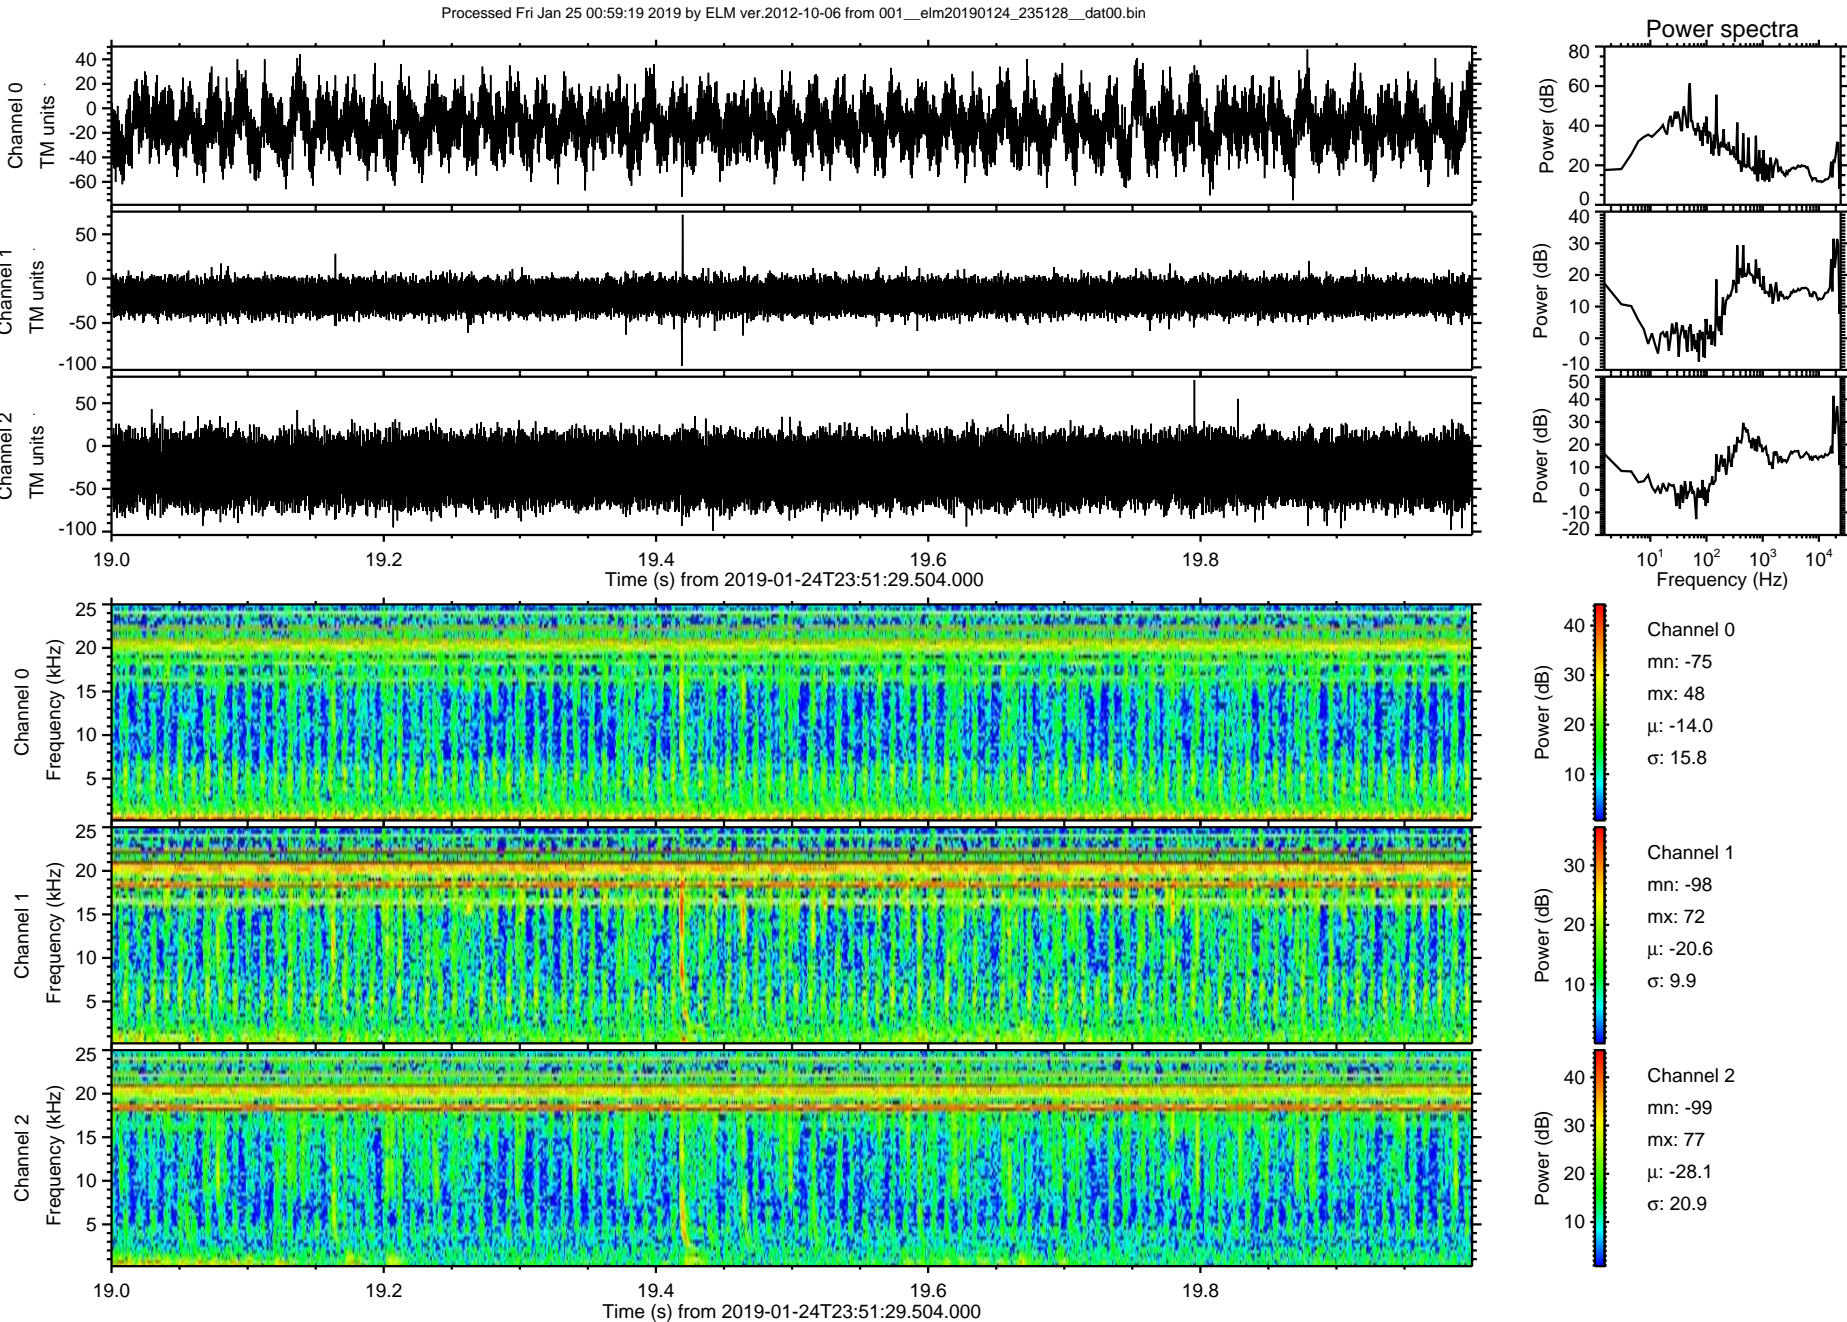 Processed Fri Jan 25 00:59:19 2019 by ELM ver.2012-10-06 from 001__elm20190124_235128__dat00.bin
Power spectra
Channel 0
TM units
40
20
0
-20
-40
-60
Power (dB)
80
60
40
20
0
Channel 1
TM units
50
0
-50
-100
Power (dB)
40
30
20
10
0
-10
Channel 2
TM units
50
0
-50
-100
Power (dB)
50
40
30
20
10
0
-10
-20
19.0 19.2 19.4 19.6 19.8
Time (s) from 2019-01-24T23:51:29.504.000
10¹ 10² 10³ 10⁴
Frequency (Hz)
Channel 0
Frequency (kHz)
25
20
15
10
5
Power (dB)
40
30
20
10
Channel 0
mn: -75
mx: 48
μ: -14.0
σ: 15.8
Channel 1
Frequency (kHz)
25
20
15
10
5
Power (dB)
30
20
10
Channel 1
mn: -98
mx: 72
μ: -20.6
σ: 9.9
Channel 2
Frequency (kHz)
25
20
15
10
5
Power (dB)
40
30
20
10
Channel 2
mn: -99
mx: 77
μ: -28.1
σ: 20.9
19.0 19.2 19.4 19.6 19.8
Time (s) from 2019-01-24T23:51:29.504.000